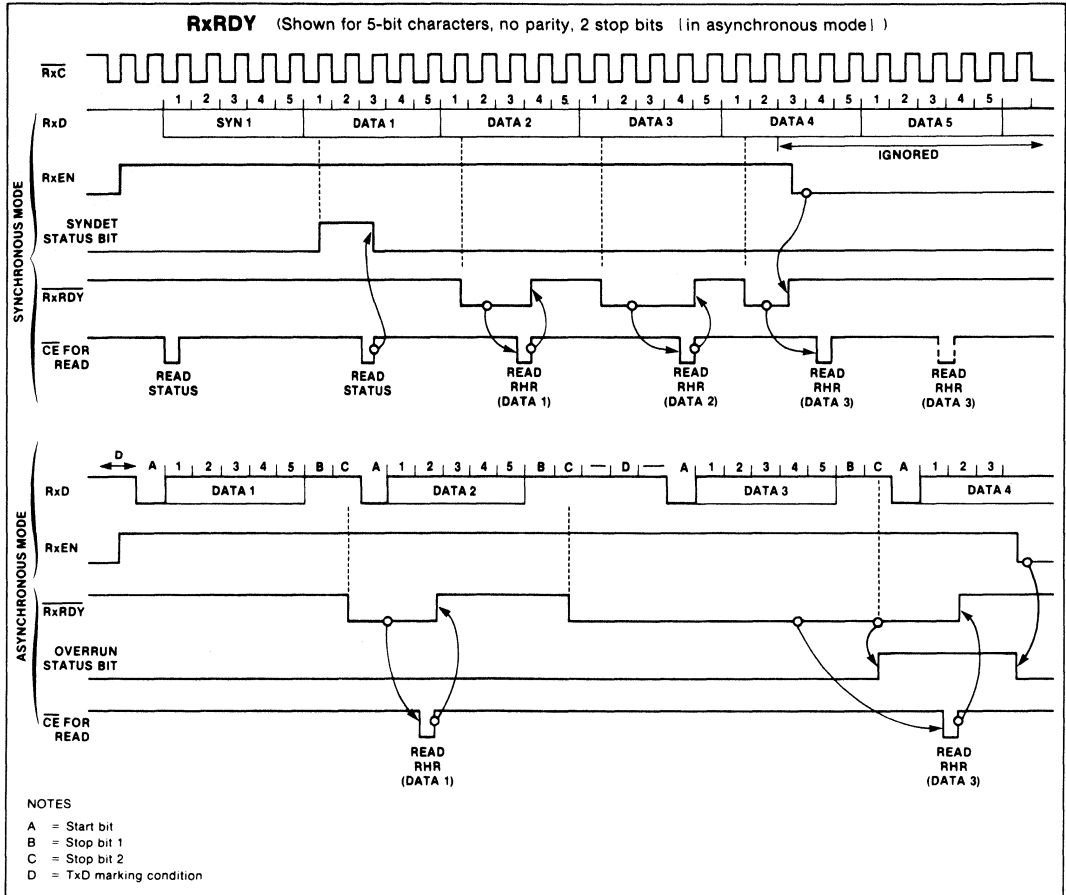 RxRDY (Shown for 5-bit characters, no parity, 2 stop bits [in asynchronous mode] )
RxC
1 2 3 4 5 1 2 3 4 5 1 2 3 4 5 1 2 3 4 5 1 2 3 4 5 1 2 3 4 5
RxD SYN 1 DATA 1 DATA 2 DATA 3 DATA 4 DATA 5
IGNORED
RxEN
SYNDET
STATUS BIT
SYNCHRONOUS MODE
RxRDY
CE FOR
READ
READ
STATUS
READ
STATUS
READ
RHR
(DATA 1)
READ
RHR
(DATA 2)
READ
RHR
(DATA 3)
READ
RHR
(DATA 3)
D A 1 2 3 4 5 B C A 1 2 3 4 5 B C D A 1 2 3 4 5 B C A 1 2 3
RxD DATA 1 DATA 2 DATA 3 DATA 4
RxEN
ASYNCHRONOUS MODE
RxRDY
OVERRUN
STATUS BIT
CE FOR
READ
READ
RHR
(DATA 1)
READ
RHR
(DATA 3)
NOTES
A = Start bit
B = Stop bit 1
C = Stop bit 2
D = TxD marking condition